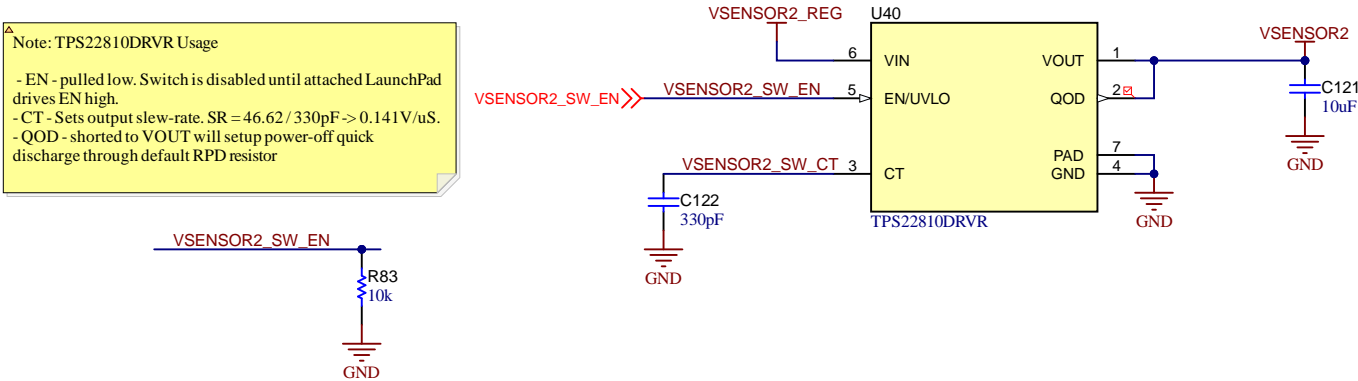 Note: TPS22810DRVR Usage
- EN - pulled low. Switch is disabled until attached LaunchPad
drives EN high.
- CT - Sets output slew-rate. SR = 46.62 / 330pF -> 0.141V/uS.
- QOD - shorted to VOUT will setup power-off quick
discharge through default RPD resistor
VSENSOR2_REG
U40
VSENSOR2
6 VIN VOUT 1
VSENSOR2_SW_EN VSENSOR2_SW_EN 5 EN/UVLO QOD 2
C121
10uF
GND
VSENSOR2_SW_CT 3 CT
PAD 7
GND 4
C122
330pF
GND
TPS22810DRVR
GND
VSENSOR2_SW_EN
R83
10k
GND